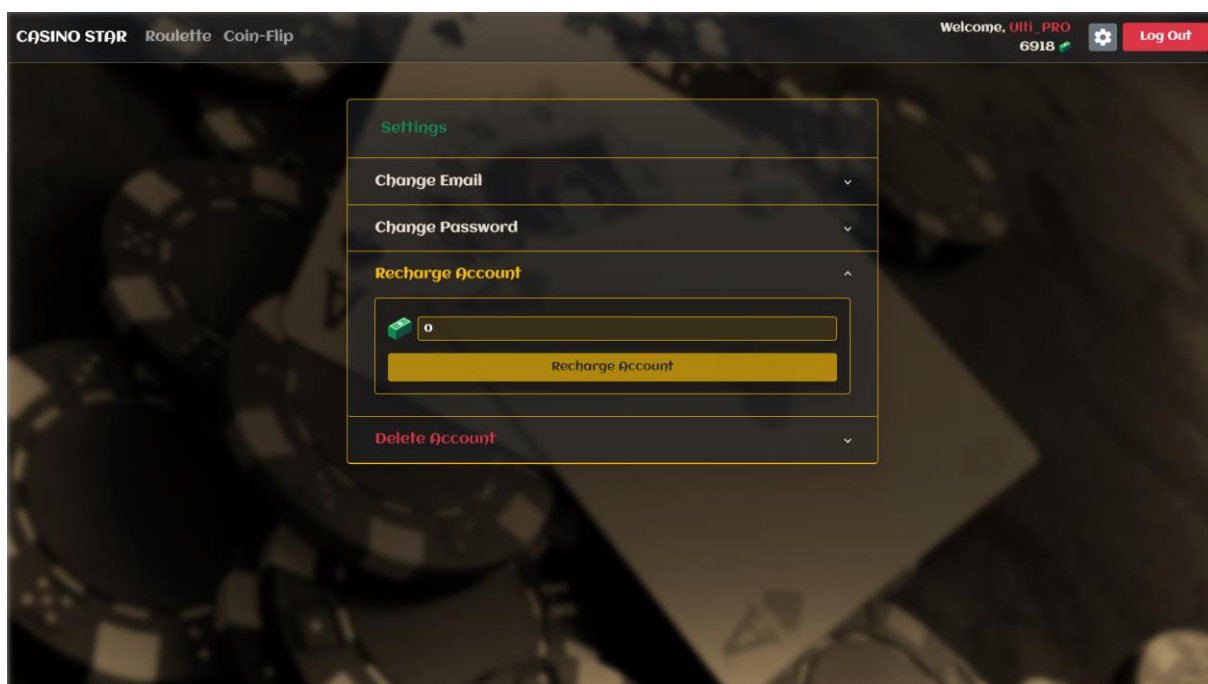 CASINO STAR Roulette Coin-Flip
Welcome, Ulti_PRO
6918
Log Out
Settings
Change Email
Change Password
Recharge Account
0
Recharge Account
Delete Account